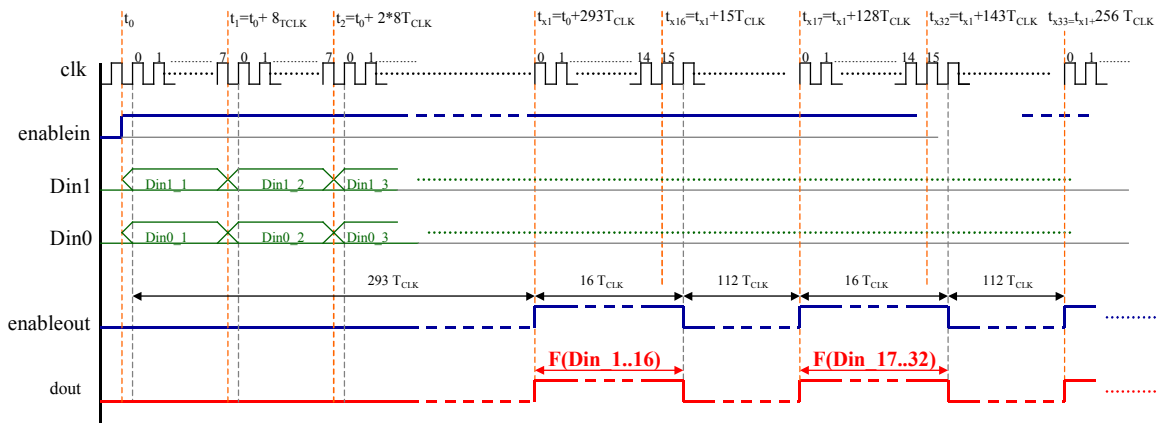 t0 t1=t0+ 8TCLK t2=t0+ 2*8TCLK tx1=t0+293TCLK tx16=tx1+15TCLK tx17=tx1+128TCLK tx32=tx1+143TCLK tx33=tx1+256 TCLK
clk 0 1 7 0 1 7 0 1 0 1 14 15 0 1 14 15 0 1
enablein
Din1 Din1_1 Din1_2 Din1_3
Din0 Din0_1 Din0_2 Din0_3
293 TCLK 16 TCLK 112 TCLK 16 TCLK 112 TCLK
enableout
F(Din_1..16) F(Din_17..32)
dout